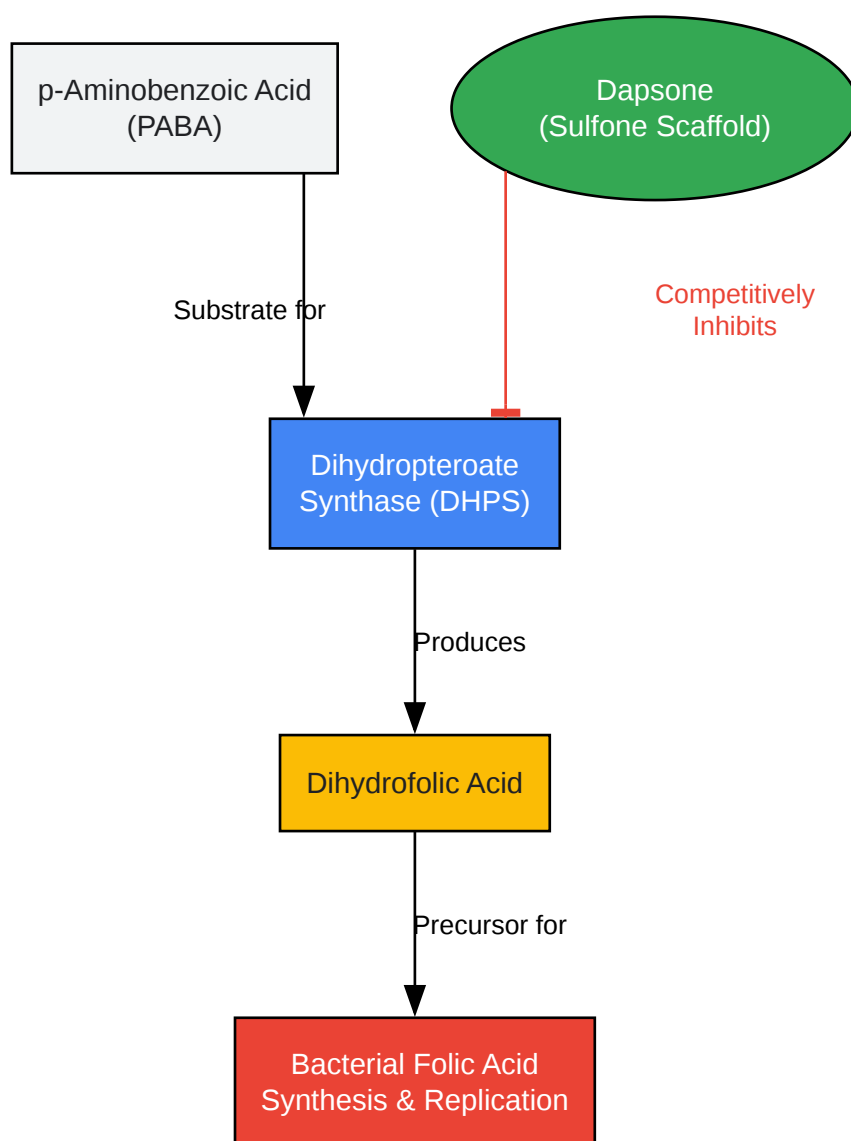 p-Aminobenzoic Acid
(PABA)
Dapsone
(Sulfone Scaffold)
Substrate for
Competitively
Inhibits
Dihydropteroate
Synthase (DHPS)
Produces
Dihydrofolic Acid
Precursor for
Bacterial Folic Acid
Synthesis & Replication